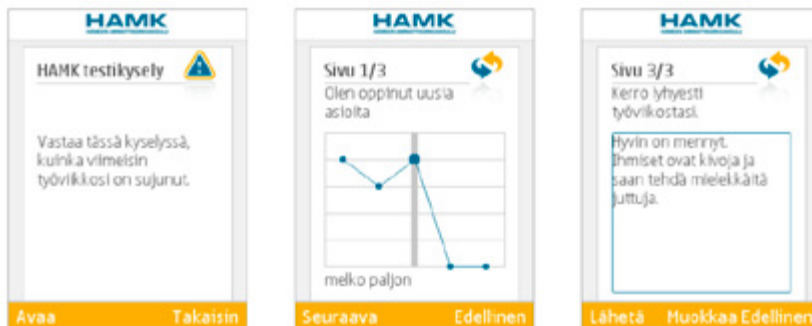 HAMK
HAMK testikysely
Vastaa tässä kyselyssä,
kuinka viimeisin
työviikkosi on sujunut.
Avaa Takaisin
HAMK
Sivu 1/3
Olen oppinut uusia
asioita
melko paljon
Seuraava Edellinen
HAMK
Sivu 3/3
Kerro lyhyesti
työviikostasi.
Hyvin on mennyt.
Ihmiset ovat kivoja ja
saan tehdä mielekkäitä
juttuja.
Lähetä Muokkaa Edellinen